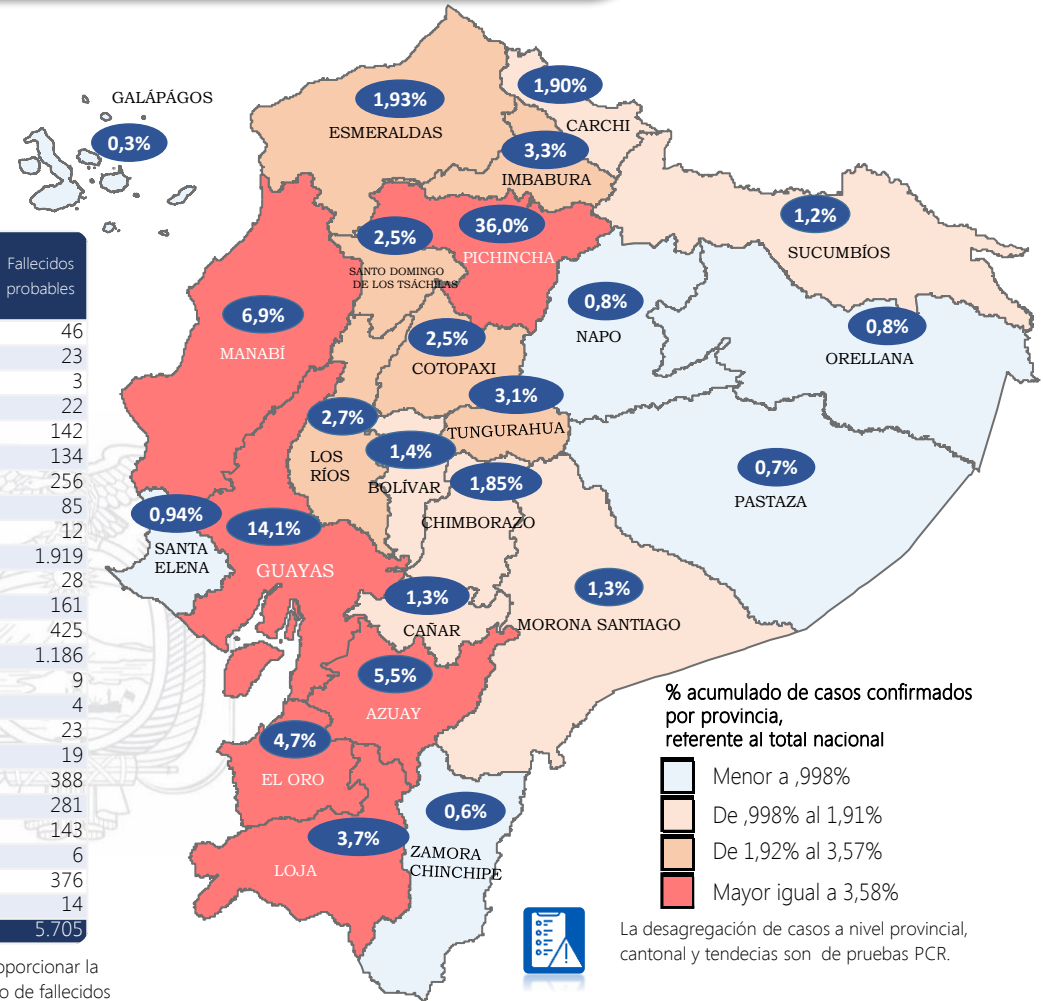 GALÁPÁGOS
0,3%
1,93%
ESMERALDAS
1,90%
CARCHI
3,3%
IMBABURA
1,2%
SUCUMBÍOS
36,0%
PICHINCHA
2,5%
SANTO DOMINGO
DE LOS TSÁCHILAS
6,9%
MANABÍ
0,8%
NAPO
0,8%
ORELLANA
2,5%
COTOPAXI
3,1%
TUNGURAHUA
2,7%
LOS
RÍOS
1,4%
BOLÍVAR
1,85%
CHIMBORAZO
0,7%
PASTAZA
0,94%
SANTA
ELENA
14,1%
GUAYAS
1,3%
CAÑAR
1,3%
MORONA SANTIAGO
5,5%
AZUAY
4,7%
EL ORO
3,7%
LOJA
0,6%
ZAMORA
CHINCHIPE
Fallecidos
probables
46
23
3
22
142
134
256
85
12
1.919
28
161
425
1.186
9
4
23
19
388
281
143
6
376
14
5.705
oporcionar la
o de fallecidos
% acumulado de casos confirmados
por provincia,
referente al total nacional
Menor a ,998%
De ,998% al 1,91%
De 1,92% al 3,57%
Mayor igual a 3,58%
La desagregación de casos a nivel provincial,
cantonal y tendecias son de pruebas PCR.